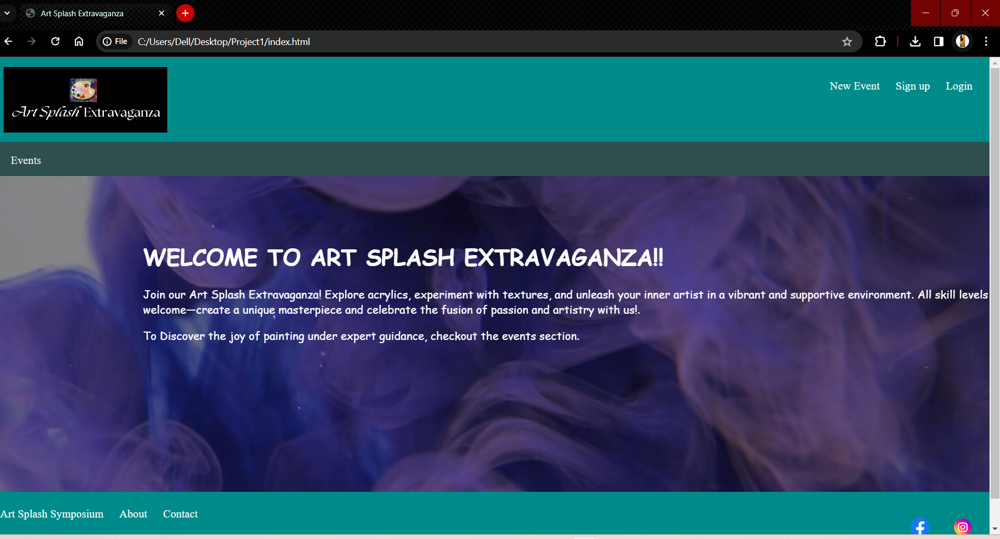 Art Splash Extravaganza
File C:/Users/Dell/Desktop/Project1/index.html
Art Splash Extravaganza
New Event Sign up Login
Events
WELCOME TO ART SPLASH EXTRAVAGANZA!!
Join our Art Splash Extravaganza! Explore acrylics, experiment with textures, and unleash your inner artist in a vibrant and supportive environment. All skill levels
welcome—create a unique masterpiece and celebrate the fusion of passion and artistry with us!.
To Discover the joy of painting under expert guidance, checkout the events section.
Art Splash Symposium About Contact